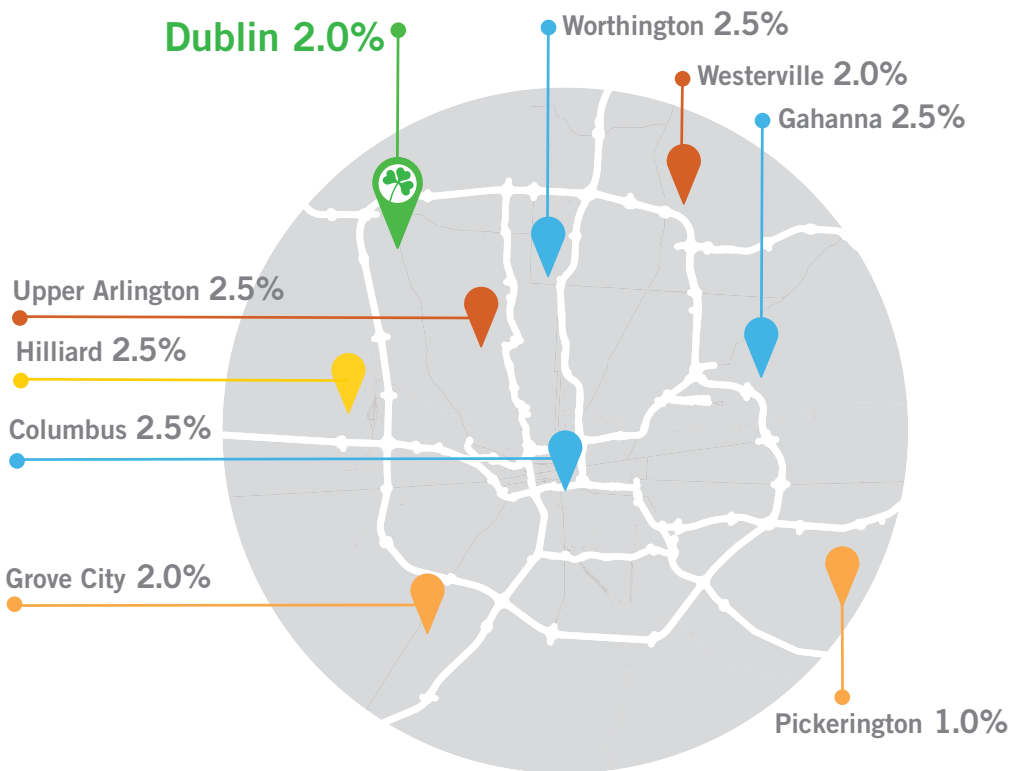 Dublin 2.0%
Worthington 2.5%
Westerville 2.0%
Gahanna 2.5%
Upper Arlington 2.5%
Hilliard 2.5%
Columbus 2.5%
Grove City 2.0%
Pickerington 1.0%